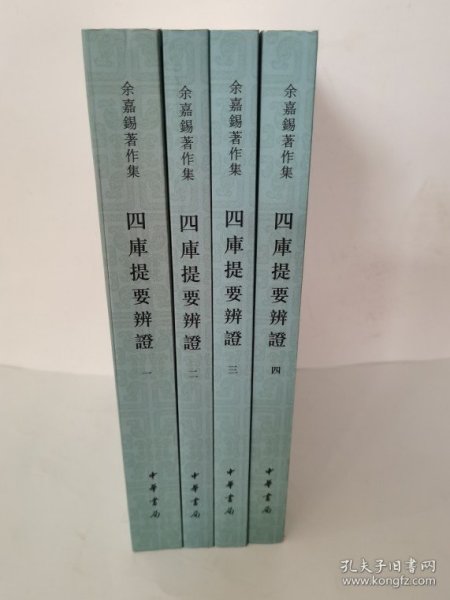 余嘉錫著作集
四庫提要辨證
一
中華書局
余嘉錫著作集
四庫提要辨證
二
中華書局
余嘉錫著作集
四庫提要辨證
三
中華書局
余嘉錫著作集
四庫提要辨證
四
中華書局
孔夫子旧书网
www.kongfz.com